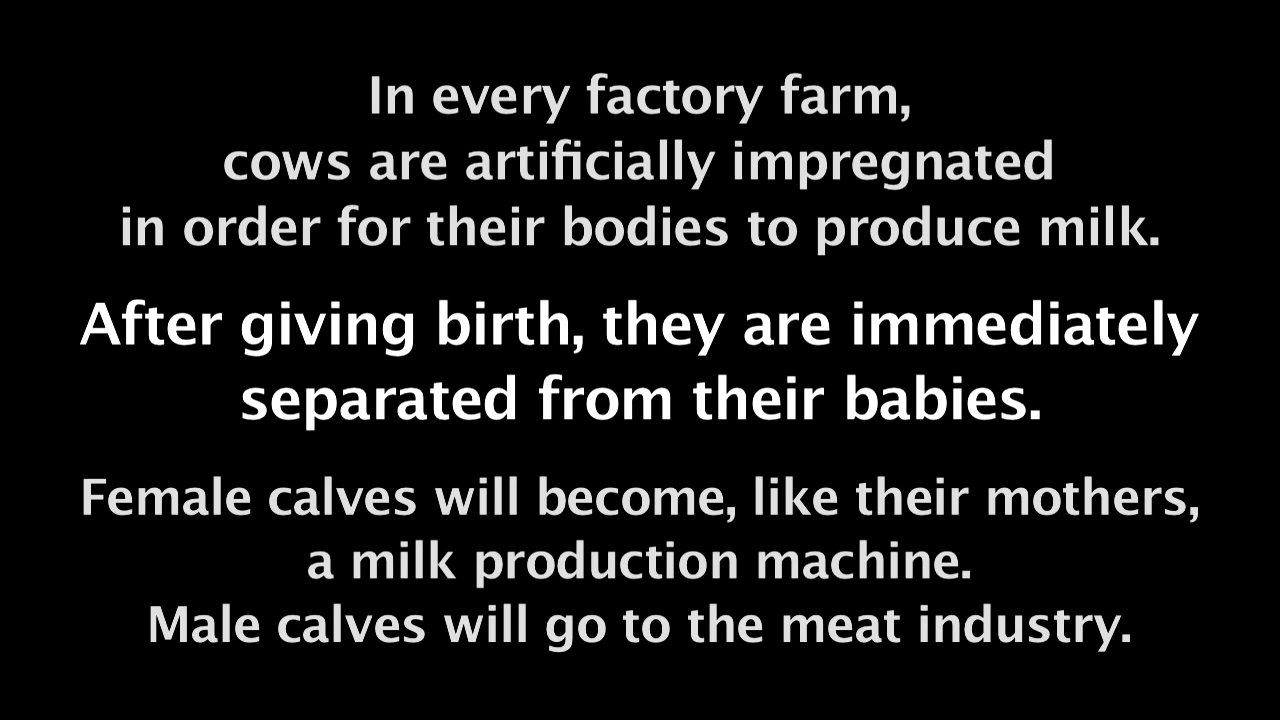 In every factory farm,
cows are artificially impregnated
in order for their bodies to produce milk.
After giving birth, they are immediately
separated from their babies.
Female calves will become, like their mothers,
a milk production machine.
Male calves will go to the meat industry.